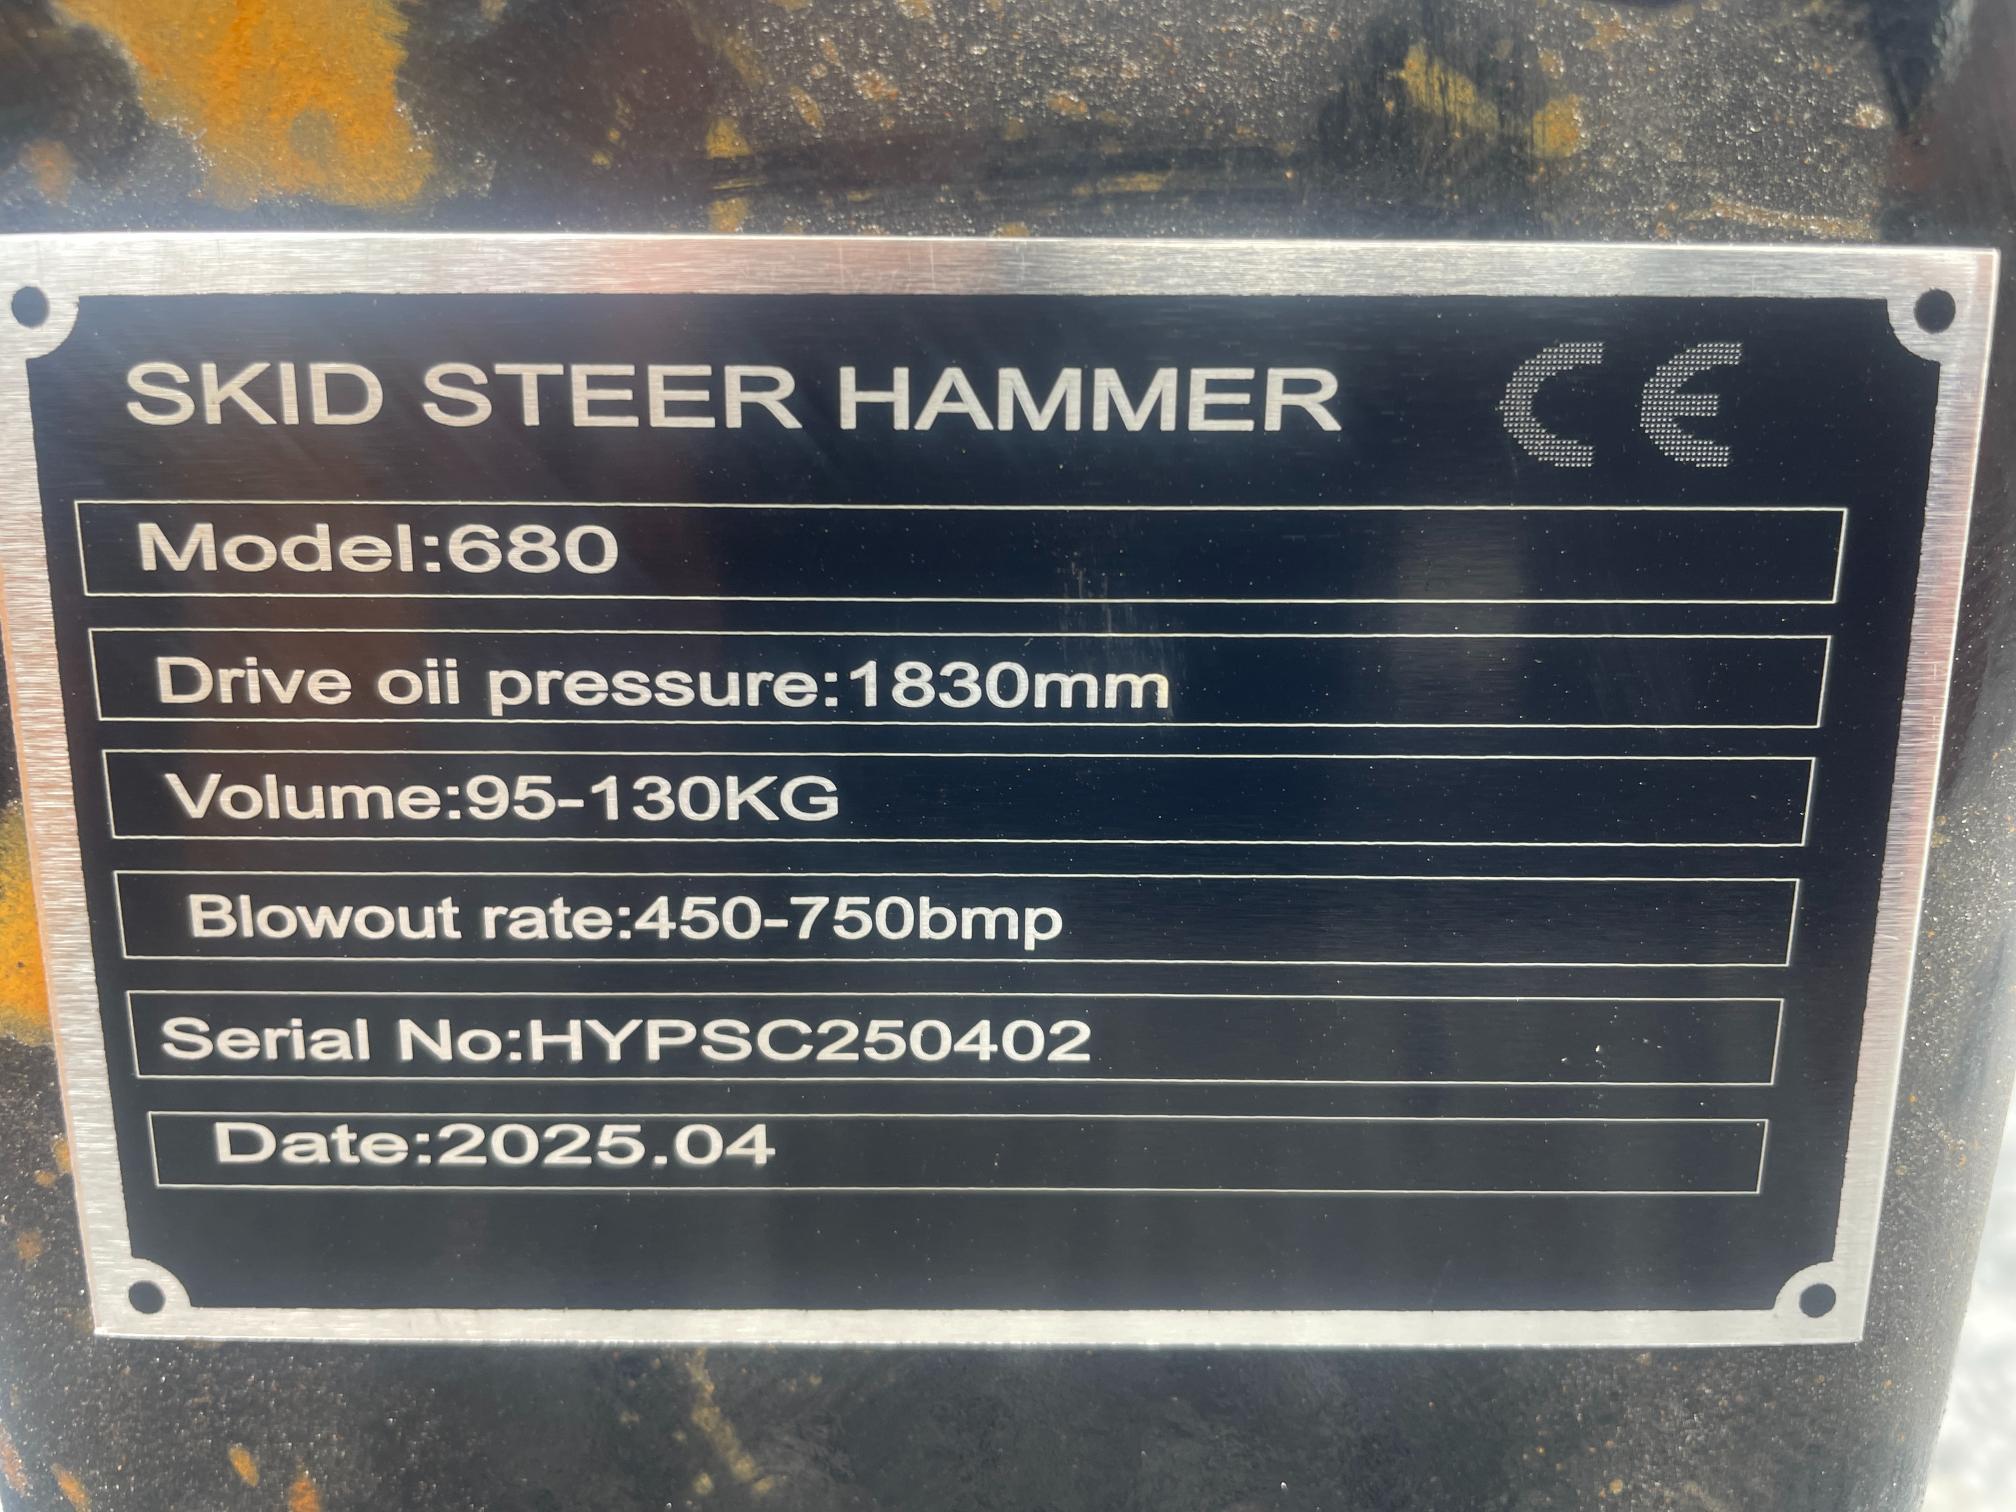 SKID STEER HAMMER CE
Model:680
Drive oii pressure:1830mm
Volume:95-130KG
Blowout rate:450-750bmp
Serial No:HYPSC250402
Date:2025.04